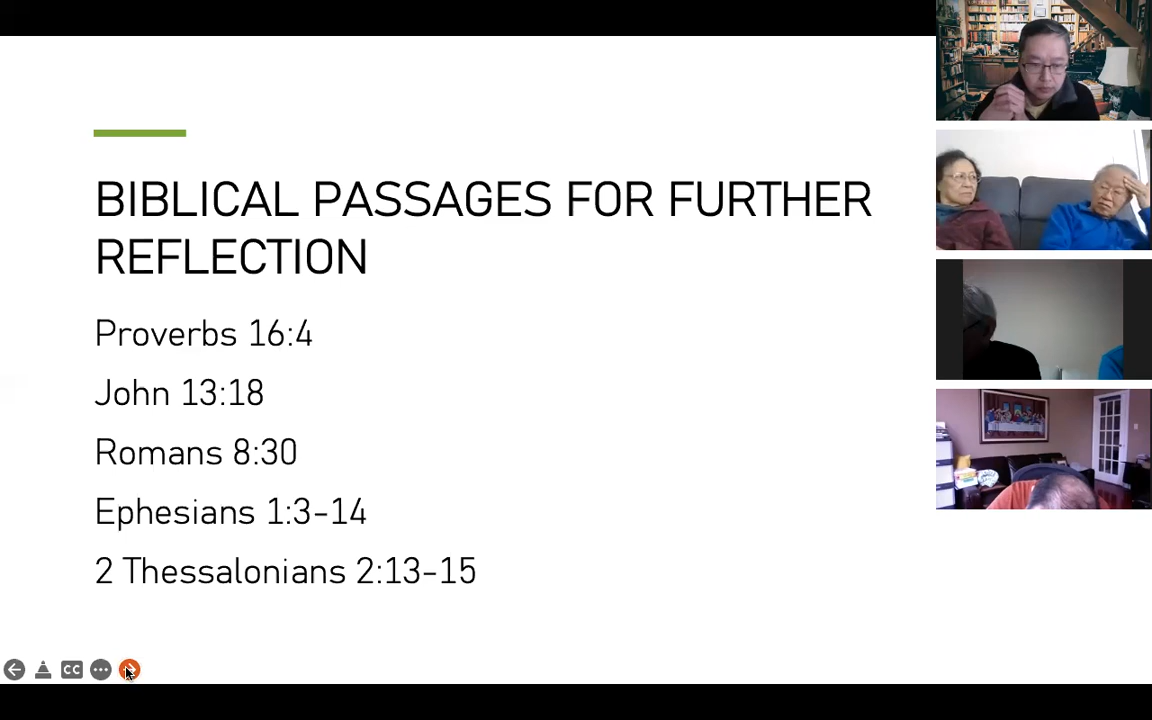 BIBLICAL PASSAGES FOR FURTHER
REFLECTION
Proverbs 16:4
John 13:18
Romans 8:30
Ephesians 1:3-14
2 Thessalonians 2:13-15
CC